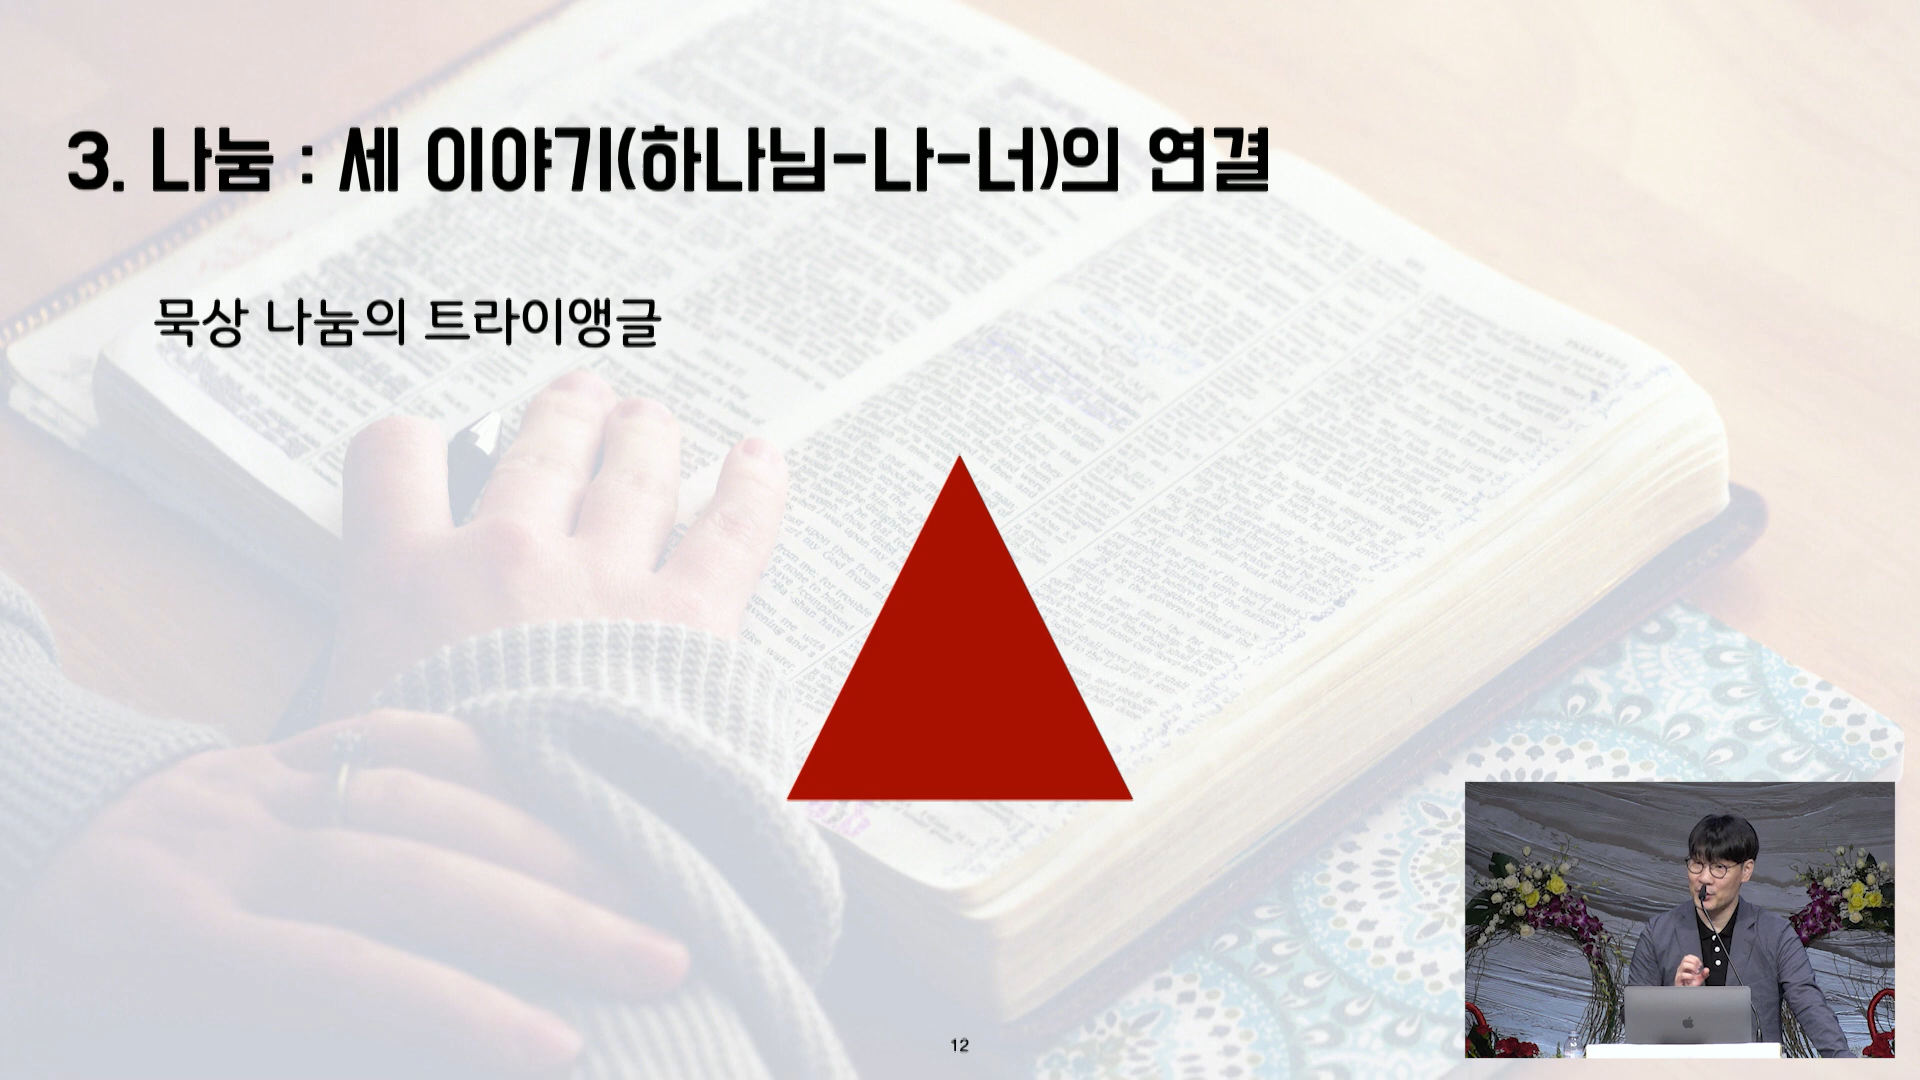 3. 나눔 : 세 이야기(하나님-나-너)의 연결
묵상 나눔의 트라이앵글
12